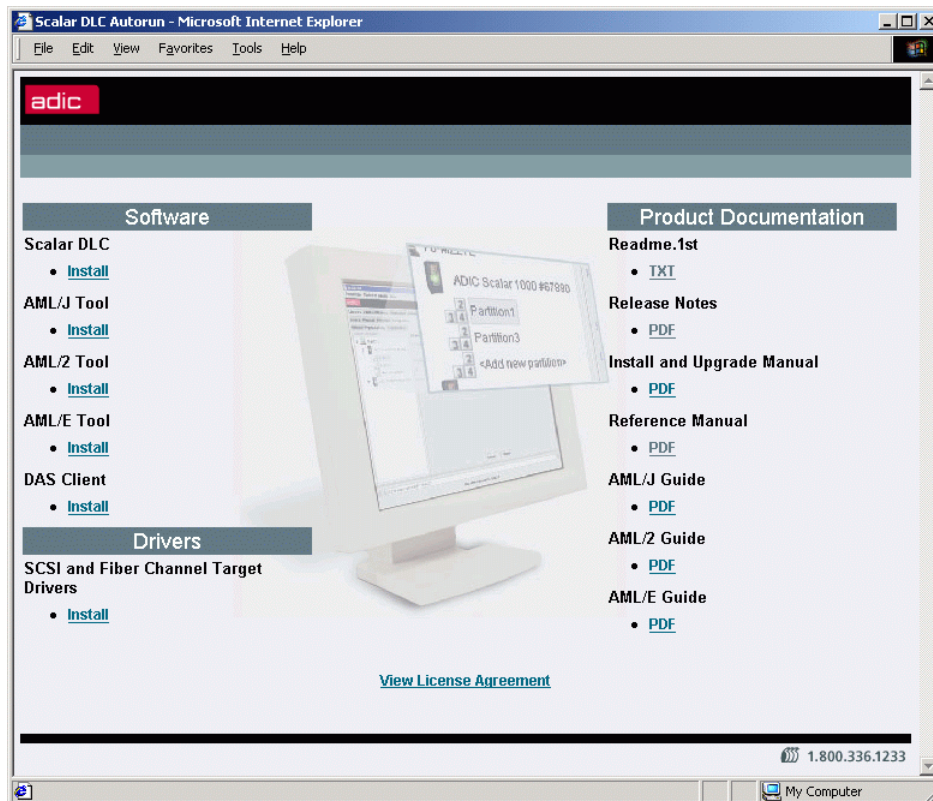 Scalar DLC Autorun - Microsoft Internet Explorer
File Edit View Favorites Tools Help
adic
Software
Scalar DLC
Install
AML/J Tool
Install
AML/2 Tool
Install
AML/E Tool
Install
DAS Client
Install
Drivers
SCSI and Fiber Channel Target
Drivers
Install
ADIC Scalar 1000 #67890
Partition1
Partition3
<Add new partition>
Product Documentation
Readme.1st
TXT
Release Notes
PDF
Install and Upgrade Manual
PDF
Reference Manual
PDF
AML/J Guide
PDF
AML/2 Guide
PDF
AML/E Guide
PDF
View License Agreement
1.800.336.1233
My Computer